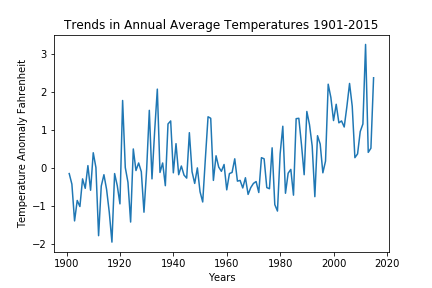 Trends in Annual Average Temperatures 1901-2015
Temperature Anomaly Fahrenheit
3
2
1
0
−1
−2
1900 1920 1940 1960 1980 2000 2020
Years